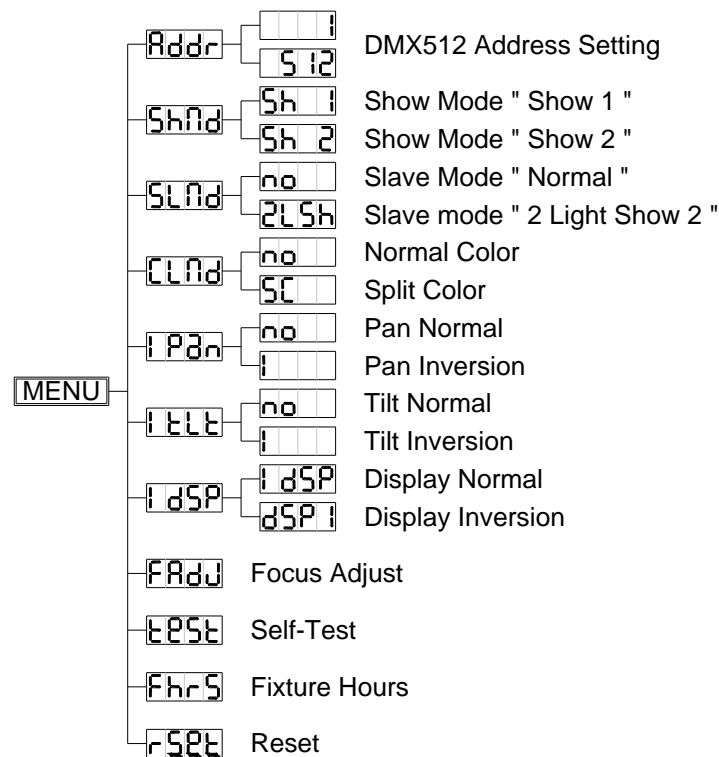 Addr
1
512
DMX512 Address Setting
ShMd
Sh 1
Show Mode " Show 1 "
Sh 2
Show Mode " Show 2 "
SLMd
no
Slave Mode " Normal "
2LSh
Slave mode " 2 Light Show 2 "
CLMd
no
Normal Color
SC
Split Color
MENU
IPan
no
Pan Normal
I
Pan Inversion
ItLt
no
Tilt Normal
I
Tilt Inversion
IdSP
IdSP
Display Normal
dSPI
Display Inversion
FAdJ
Focus Adjust
teSt
Self-Test
FhrS
Fixture Hours
rSet
Reset